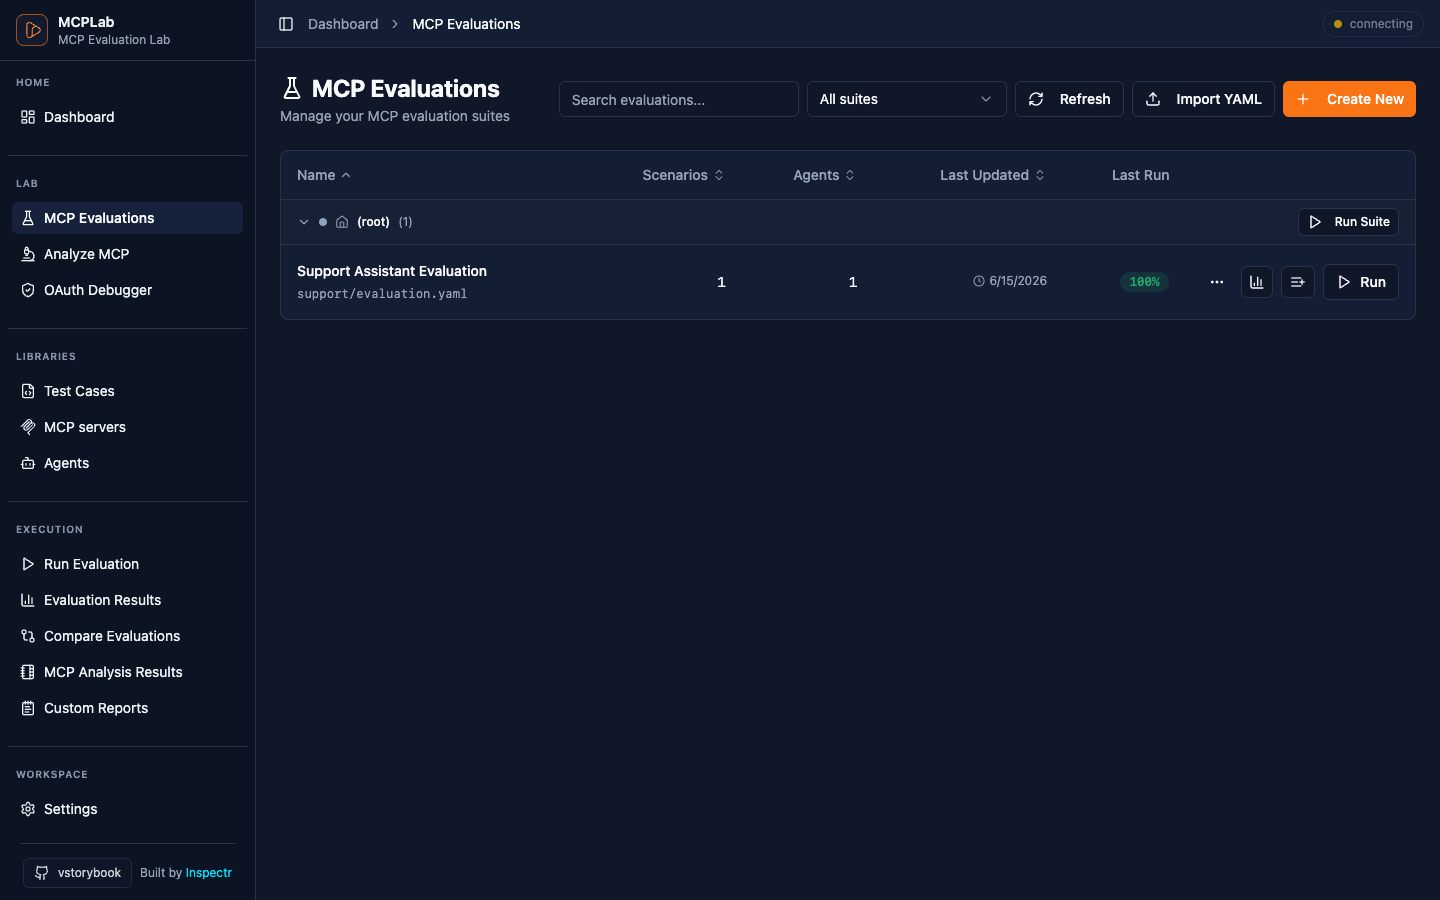 MCPLab
MCP Evaluation Lab
HOME
Dashboard
LAB
MCP Evaluations
Analyze MCP
OAuth Debugger
LIBRARIES
Test Cases
MCP servers
Agents
EXECUTION
Run Evaluation
Evaluation Results
Compare Evaluations
MCP Analysis Results
Custom Reports
WORKSPACE
Settings
vstorybook Built by Inspectr
Dashboard > MCP Evaluations
connecting
MCP Evaluations
Manage your MCP evaluation suites
Search evaluations... All suites Refresh Import YAML + Create New
Name Scenarios Agents Last Updated Last Run
(root) (1) Run Suite
Support Assistant Evaluation
support/evaluation.yaml
1 1 6/15/2026 100% ... Run